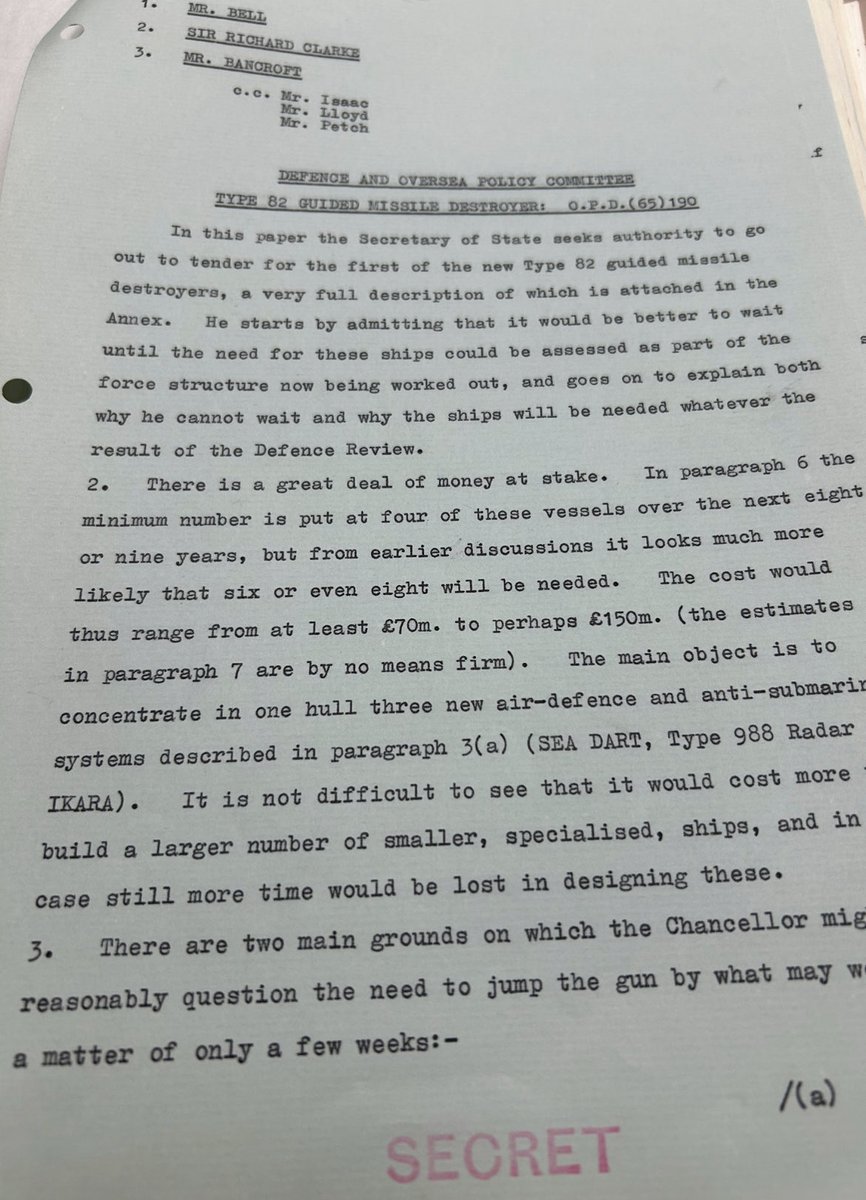 1. MR. BELL
2. SIR RICHARD CLARKE
3. MR. BANCROFT
c.c. Mr. Isaac
Mr. Lloyd
Mr. Petch
DEFENCE AND OVERSEA POLICY COMMITTEE
TYPE 82 GUIDED MISSILE DESTROYER: O.P.D.(65)190
In this paper the Secretary of State seeks authority to go
out to tender for the first of the new Type 82 guided missile
destroyers, a very full description of which is attached in the
Annex. He starts by admitting that it would be better to wait
until the need for these ships could be assessed as part of the
force structure now being worked out, and goes on to explain both
why he cannot wait and why the ships will be needed whatever the
result of the Defence Review.
2. There is a great deal of money at stake. In paragraph 6 the
minimum number is put at four of these vessels over the next eight
or nine years, but from earlier discussions it looks much more
likely that six or even eight will be needed. The cost would
thus range from at least £70m. to perhaps £150m. (the estimates
in paragraph 7 are by no means firm). The main object is to
concentrate in one hull three new air-defence and anti-submarin
systems described in paragraph 3(a) (SEA DART, Type 988 Radar
IKARA). It is not difficult to see that it would cost more
build a larger number of smaller, specialised, ships, and in
case still more time would be lost in designing these.
3. There are two main grounds on which the Chancellor mig
reasonably question the need to jump the gun by what may w
a matter of only a few weeks:-
/(a)
SECRET